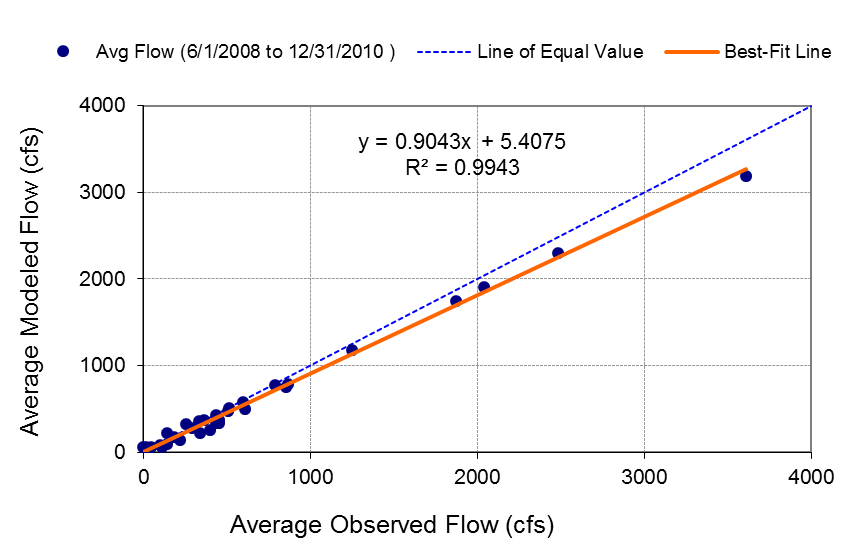 Avg Flow (6/1/2008 to 12/31/2010 ) Line of Equal Value Best-Fit Line
y = 0.9043x + 5.4075
R² = 0.9943
Average Modeled Flow (cfs)
4000
3000
2000
1000
0
0 1000 2000 3000 4000
Average Observed Flow (cfs)